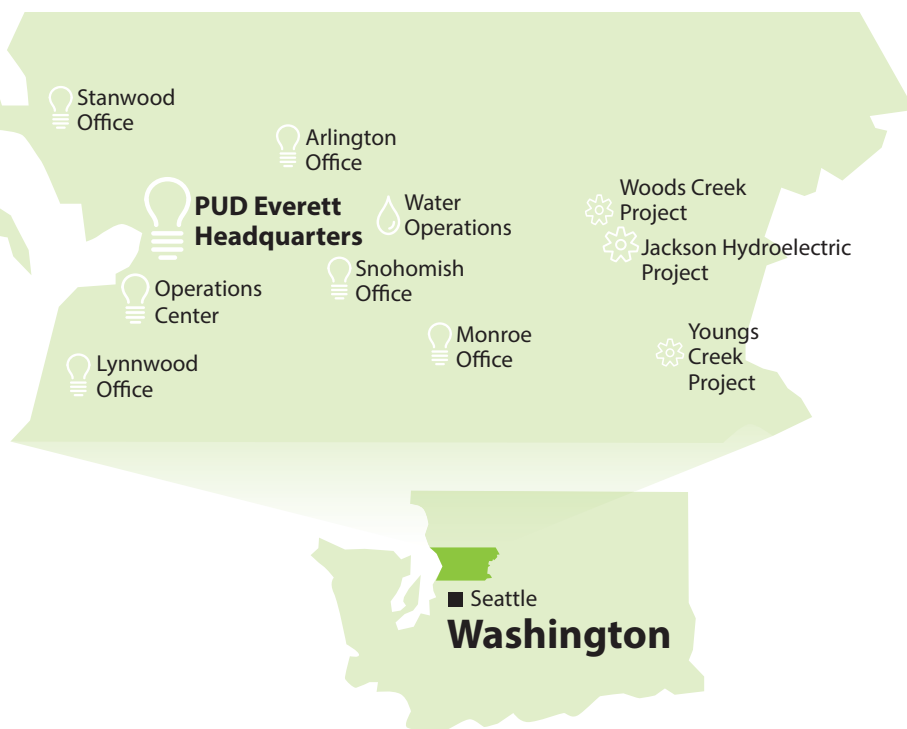 Stanwood
Office
Arlington
Office
PUD Everett
Headquarters
Water
Operations
Woods Creek
Project
Jackson Hydroelectric
Project
Snohomish
Office
Operations
Center
Monroe
Office
Youngs
Creek
Project
Lynnwood
Office
Seattle
Washington